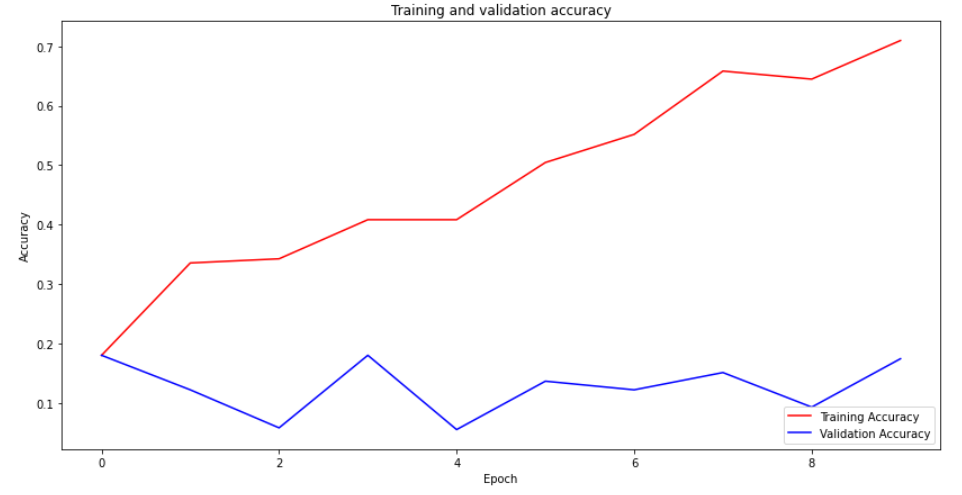 Training and validation accuracy
0.7
0.6
0.5
0.4
0.3
0.2
0.1
Accuracy
Training Accuracy
Validation Accuracy
0 2 4 6 8
Epoch